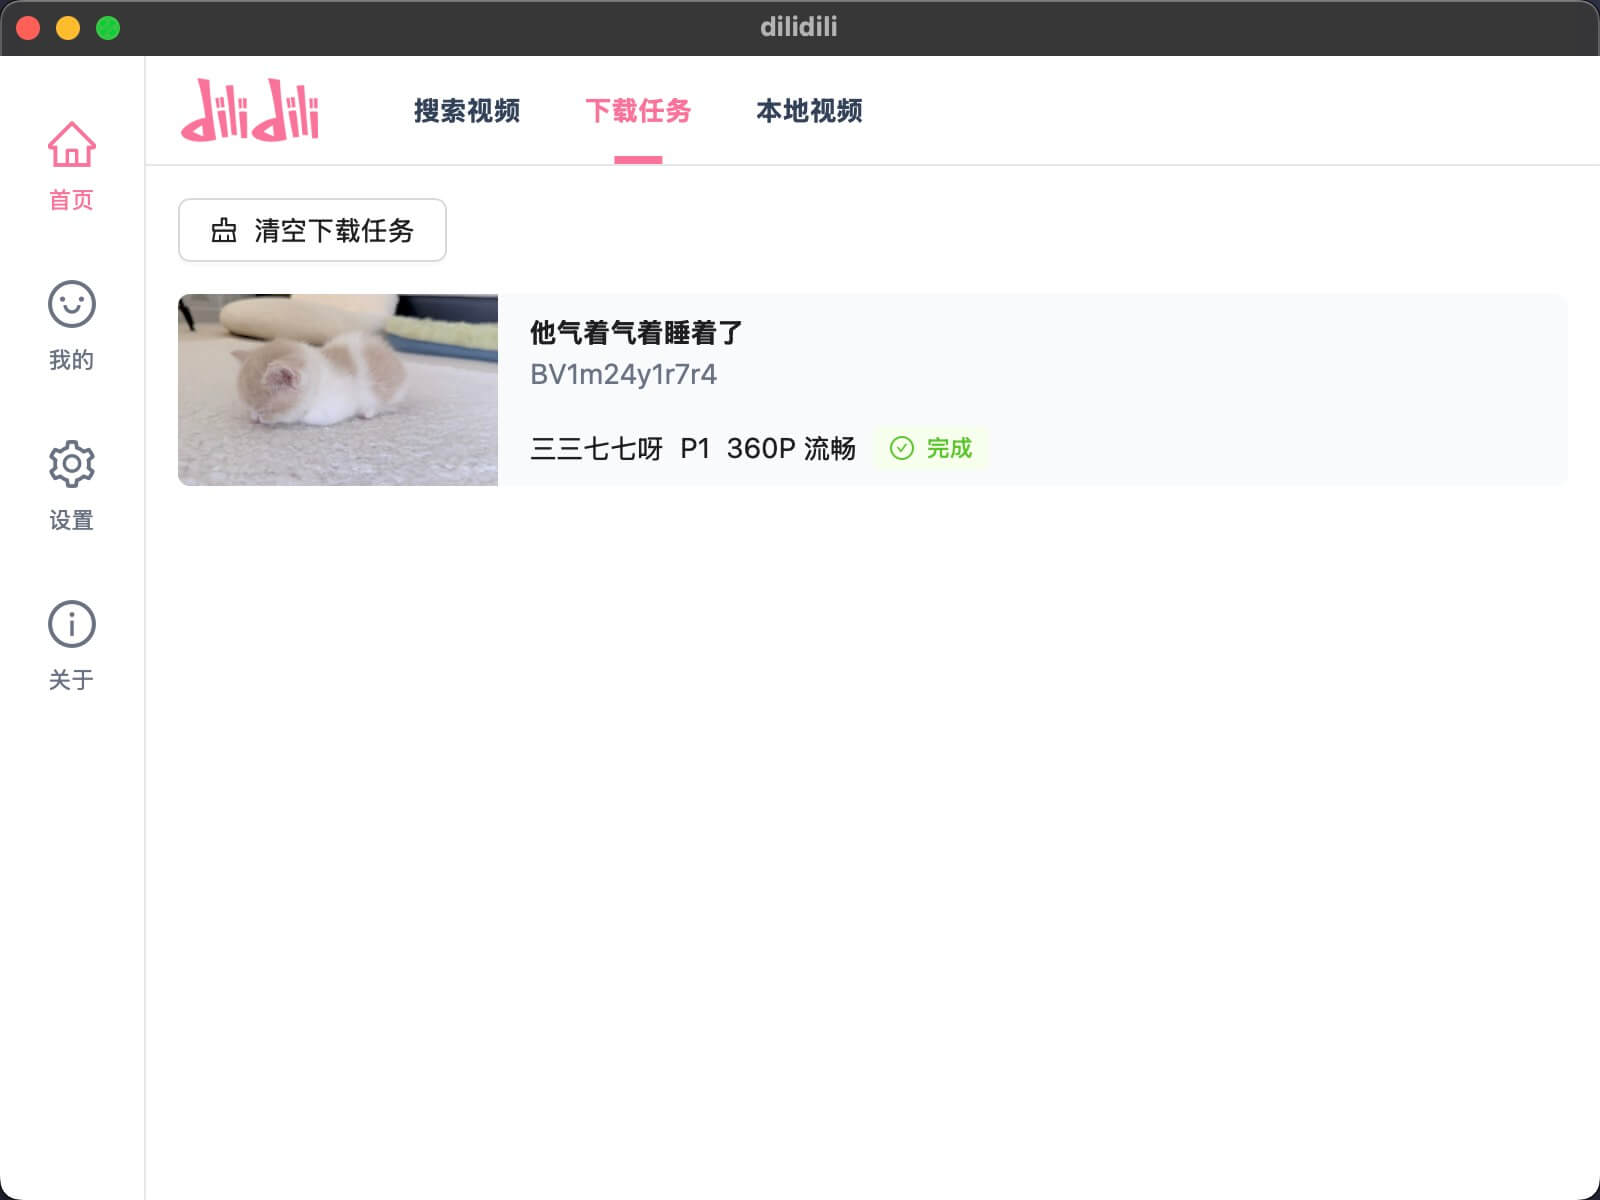 dilidili
dilidili
搜索视频 下载任务 本地视频
首页
我的
设置
关于
清空下载任务
他气着气着睡着了
BV1m24y1r7r4
三三七七呀 P1 360P 流畅 完成